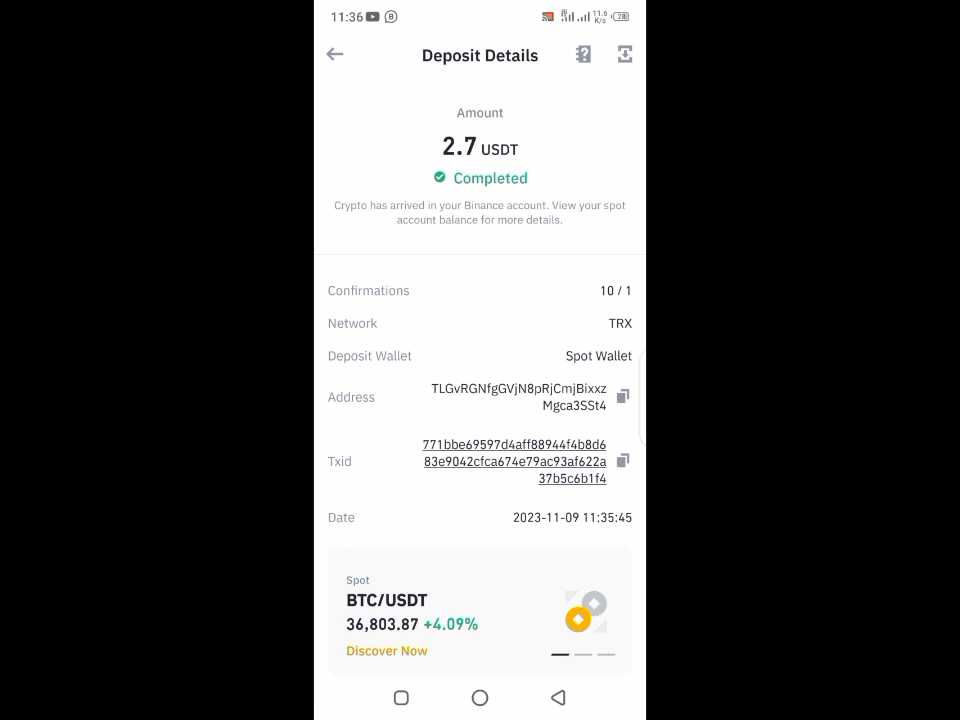 11:36
11.6
K/s
28
Deposit Details
Amount
2.7 USDT
Completed
Crypto has arrived in your Binance account. View your spot
account balance for more details.
Confirmations 10 / 1
Network TRX
Deposit Wallet Spot Wallet
Address TLGvRGNfgGVjN8pRjCmjBixxz
Mgca3SSt4
Txid 771bbe69597d4aff88944f4b8d6
83e9042cfca674e79ac93af622a
37b5c6b1f4
Date 2023-11-09 11:35:45
Spot
BTC/USDT
36,803.87 +4.09%
Discover Now